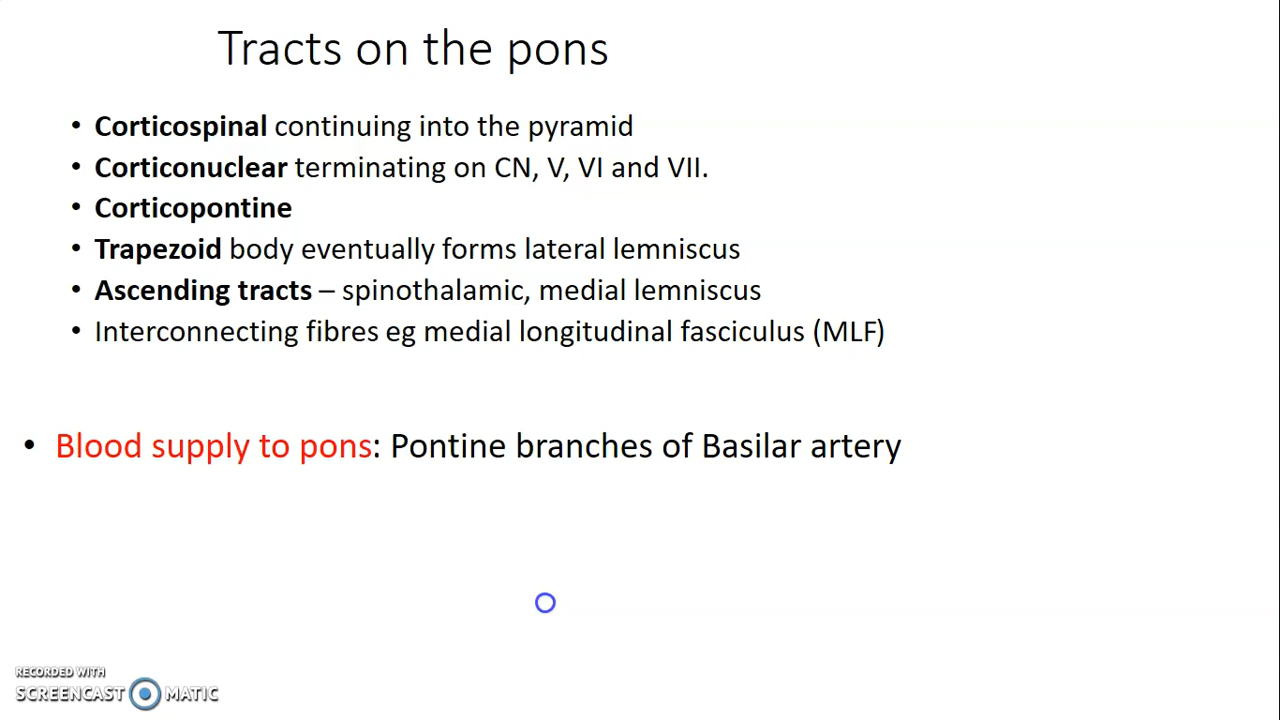 Tracts on the pons
• Corticospinal continuing into the pyramid
• Corticonuclear terminating on CN, V, VI and VII.
• Corticopontine
• Trapezoid body eventually forms lateral lemniscus
• Ascending tracts – spinothalamic, medial lemniscus
• Interconnecting fibres eg medial longitudinal fasciculus (MLF)
• Blood supply to pons: Pontine branches of Basilar artery
RECORDED WITH
SCREENCAST MATIC